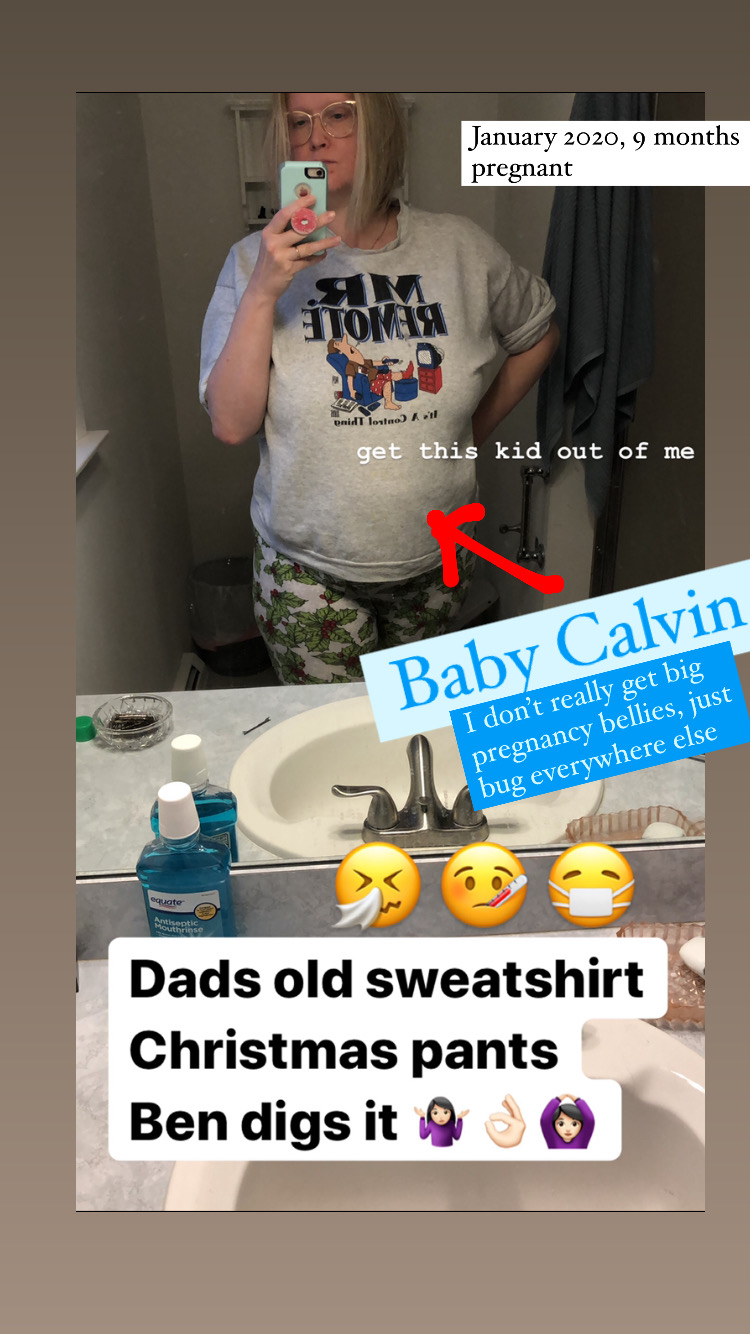 January 2020, 9 months
pregnant
MR.
REMOTE
It's A Control Thing
get this kid out of me
Baby Calvin
I don't really get big
pregnancy bellies, just
bug everywhere else
equate
Antiseptic
Mouthrinse
Dads old sweatshirt
Christmas pants
Ben digs it 🤷🏻‍♀️ 👌🏻 🙆🏻‍♀️